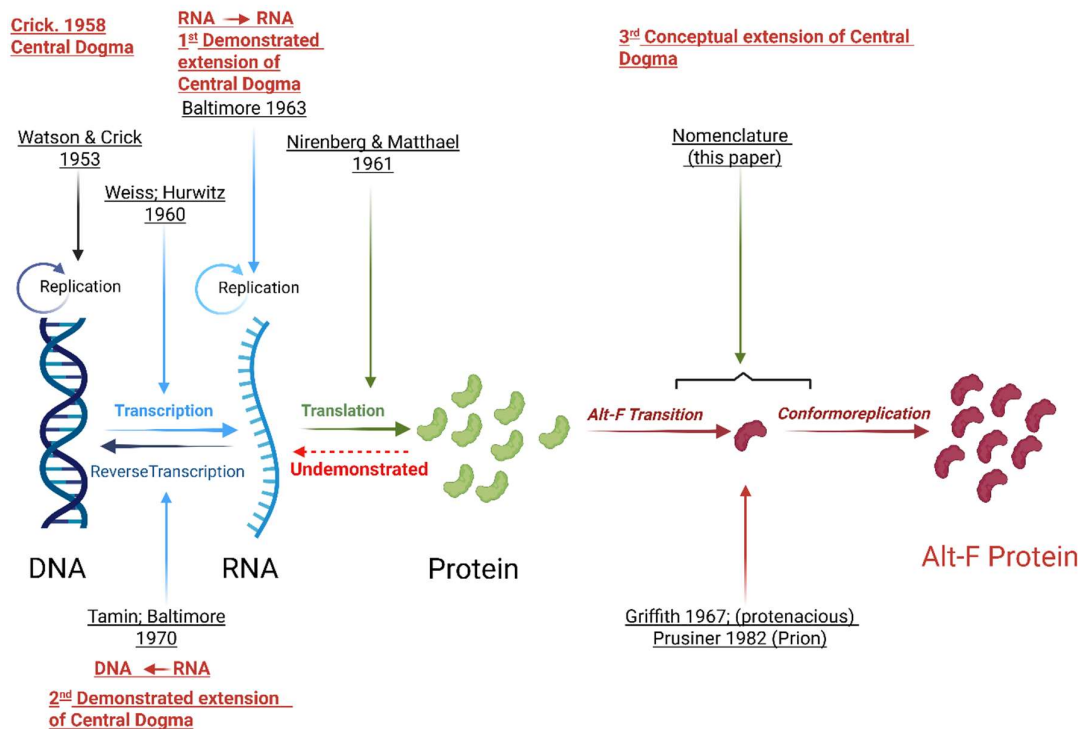 Crick. 1958
Central Dogma
RNA → RNA
1st Demonstrated
extension of
Central Dogma
Baltimore 1963
3rd Conceptual extension of Central
Dogma
Watson & Crick
1953
Weiss; Hurwitz
1960
Nirenberg & Matthael
1961
Nomenclature
(this paper)
Replication
Replication
Transcription
ReverseTranscription
Translation
Undemonstrated
Alt-F Transition
Conformoreplication
DNA
RNA
Protein
Alt-F Protein
Tamin; Baltimore
1970
DNA ← RNA
2nd Demonstrated extension
of Central Dogma
Griffith 1967; (protenacious)
Prusiner 1982 (Prion)